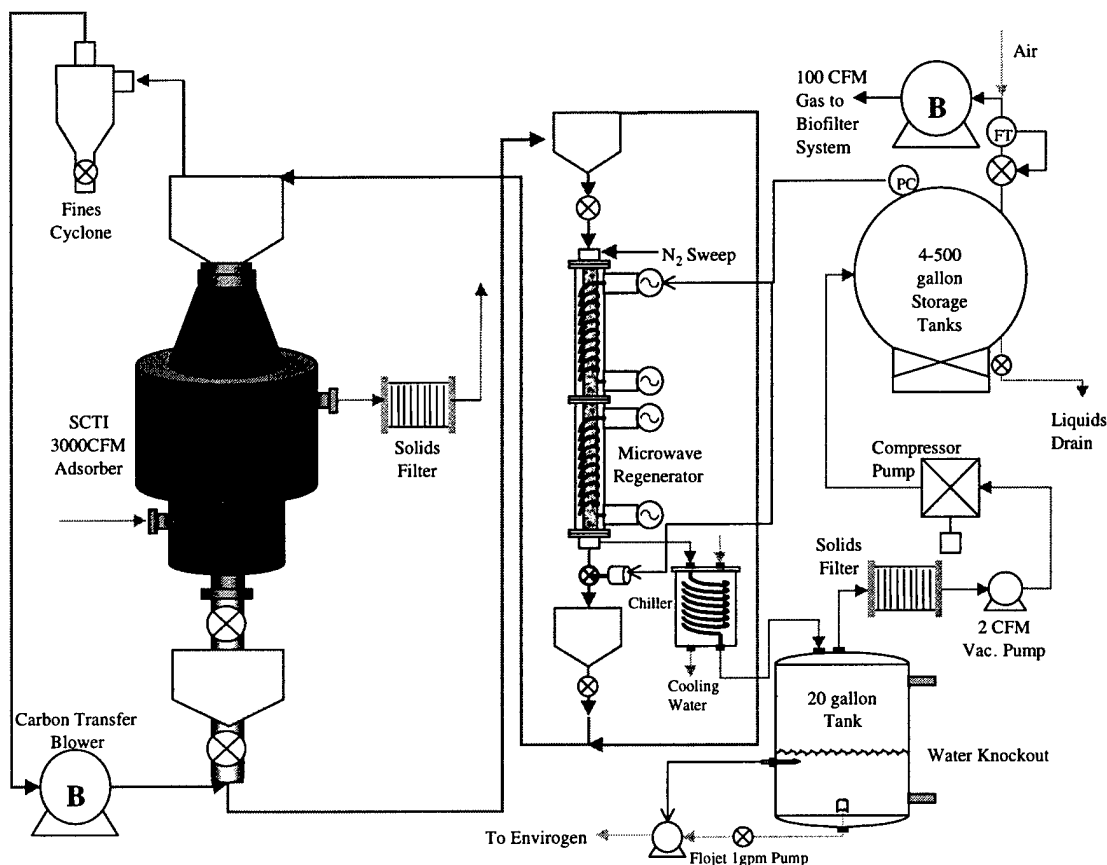 Air
100 CFM
Gas to
Biofilter
System
B
FT
PC
Fines
Cyclone
N2 Sweep
4-500
gallon
Storage
Tanks
SCTI
3000CFM
Adsorber
Solids
Filter
Microwave
Regenerator
Liquids
Drain
Compressor
Pump
Solids
Filter
Chiller
2 CFM
Vac. Pump
Cooling
Water
20 gallon
Tank
Carbon Transfer
Blower
B
Water Knockout
To Envirogen
Flojet 1gpm Pump